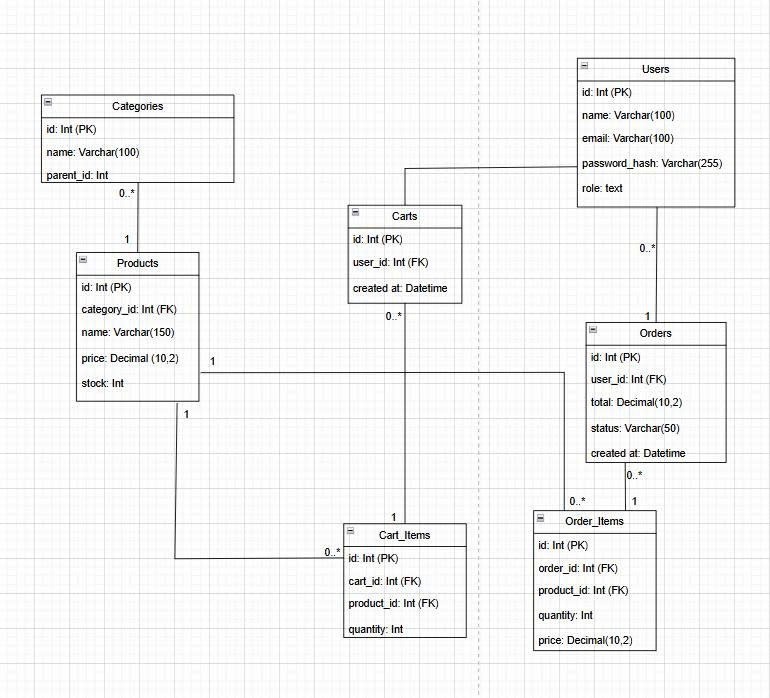 Categories
id: Int (PK)
name: Varchar(100)
parent_id: Int
0..*
1
Products
id: Int (PK)
category_id: Int (FK)
name: Varchar(150)
price: Decimal (10,2)
stock: Int
1
1
Carts
id: Int (PK)
user_id: Int (FK)
created at: Datetime
0..*
1
Users
id: Int (PK)
name: Varchar(100)
email: Varchar(100)
password_hash: Varchar(255)
role: text
0..*
1
Orders
id: Int (PK)
user_id: Int (FK)
total: Decimal(10,2)
status: Varchar(50)
created at: Datetime
0..*
0..*
1
Cart_Items
0..*
id: Int (PK)
cart_id: Int (FK)
product_id: Int (FK)
quantity: Int
Order_Items
id: Int (PK)
order_id: Int (FK)
product_id: Int (FK)
quantity: Int
price: Decimal(10,2)